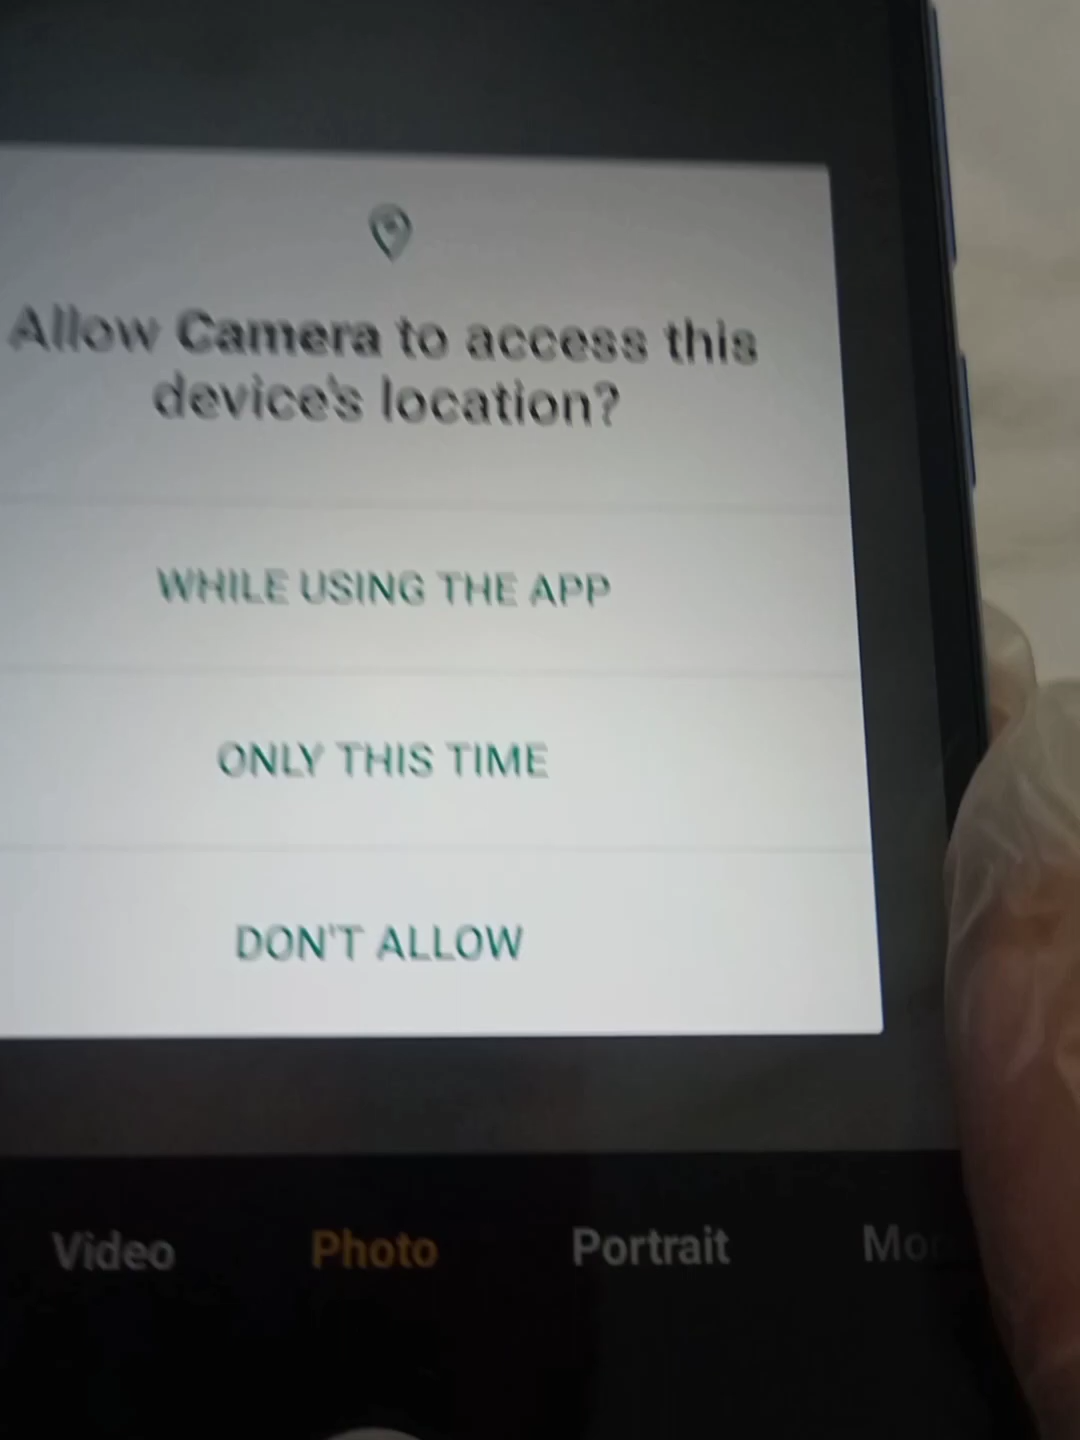 Allow Camera to access this
device's location?
WHILE USING THE APP
ONLY THIS TIME
DON'T ALLOW
Video Photo Portrait